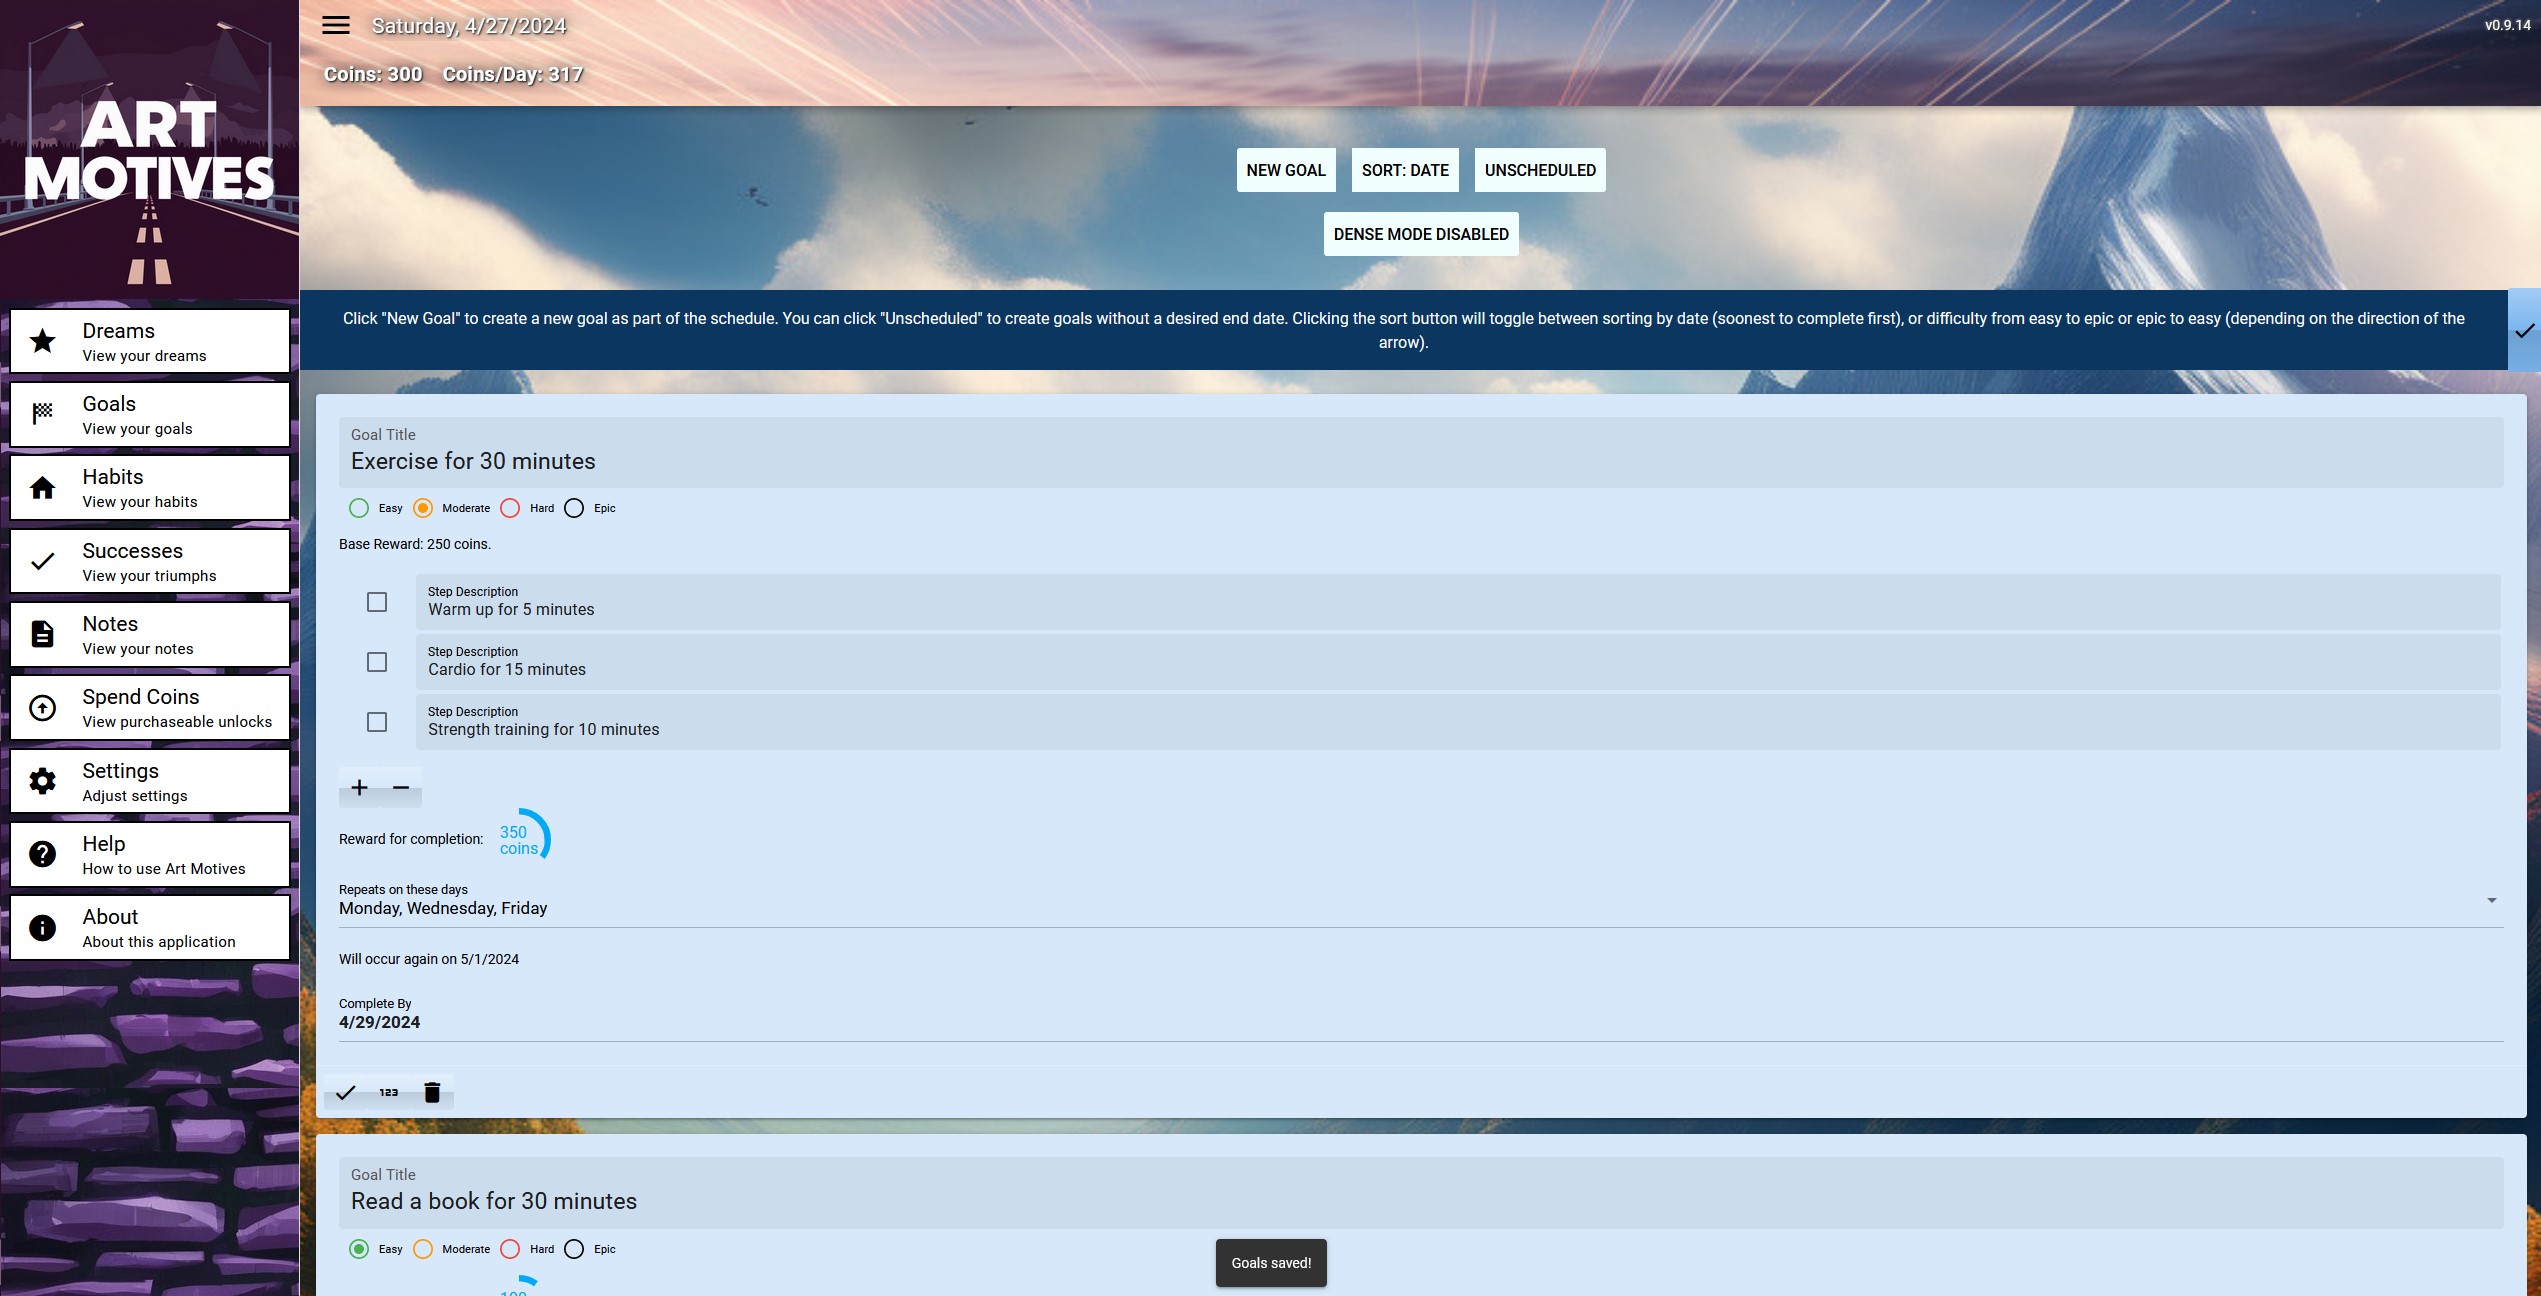 ART
MOTIVES
Dreams
View your dreams
Goals
View your goals
Habits
View your habits
Successes
View your triumphs
Notes
View your notes
Spend Coins
View purchaseable unlocks
Settings
Adjust settings
Help
How to use Art Motives
About
About this application
Saturday, 4/27/2024
v0.9.14
Coins: 300 Coins/Day: 317
NEW GOAL SORT: DATE UNSCHEDULED
DENSE MODE DISABLED
Click "New Goal" to create a new goal as part of the schedule. You can click "Unscheduled" to create goals without a desired end date. Clicking the sort button will toggle between sorting by date (soonest to complete first), or difficulty from easy to epic or epic to easy (depending on the direction of the
arrow).
Goal Title
Exercise for 30 minutes
Easy Moderate Hard Epic
Base Reward: 250 coins.
Step Description
Warm up for 5 minutes
Step Description
Cardio for 15 minutes
Step Description
Strength training for 10 minutes
+ −
Reward for completion: 350
coins
Repeats on these days
Monday, Wednesday, Friday
Will occur again on 5/1/2024
Complete By
4/29/2024
123
Goal Title
Read a book for 30 minutes
Easy Moderate Hard Epic
Goals saved!